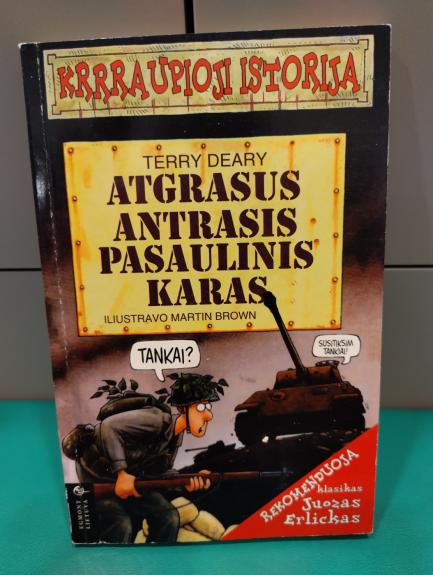 KRRRAUPIOJI ISTORIJA
TERRY DEARY
ATGRASUS
ANTRASIS
PASAULINIS
KARAS
ILIUSTRAVO MARTIN BROWN
TANKAI?
SUSITIKSIM
TANKIAI!
REKOMENDUOJA
klasikas
Juozas
Erlickas
EGMONT
LIETUVA